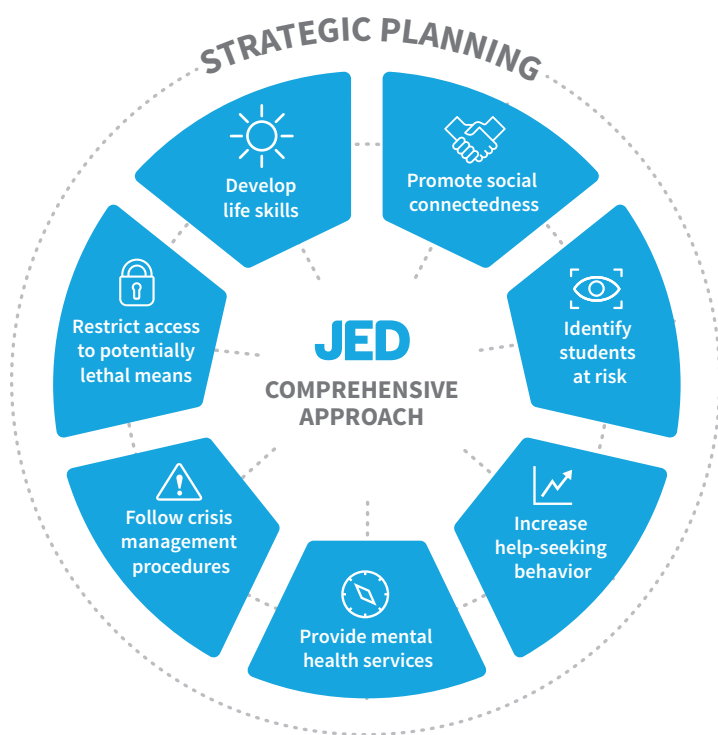 STRATEGIC PLANNING
Develop
life skills
Promote social
connectedness
Identify
students
at risk
Increase
help-seeking
behavior
Provide mental
health services
Follow crisis
management
procedures
Restrict access
to potentially
lethal means
JED
COMPREHENSIVE
APPROACH